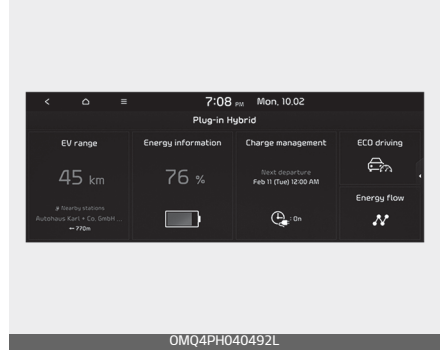 7:08 PM Mon, 10.02
Plug-in Hybrid
EV range
Energy information
Charge management
ECO driving
45 km
76 %
Next departure
Feb 11 (Tue) 12:00 AM
Nearby stations
Autohaus Karl + Co. GmbH ...
770m
: On
Energy flow
OMQ4PH040492L